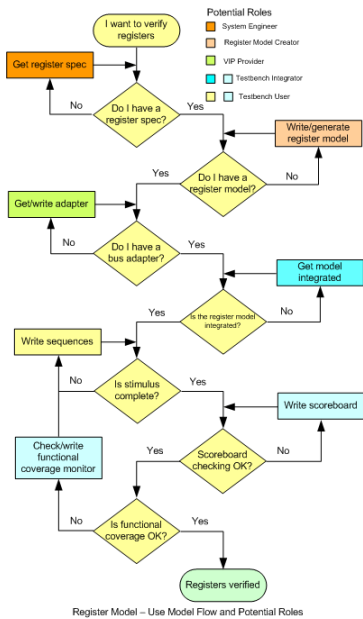 Potential Roles
I want to verify
registers
System Engineer
Register Model Creator
Get register spec
VIP Provider
Testbench Integrator
No
Do I have a
register spec?
Yes
Testbench User
Write/generate
register model
Yes
Do I have a
register model?
No
Get/write adapter
No
Do I have a
bus adapter?
Yes
Get model
integrated
Yes
Is the register model
integrated?
No
Write sequences
No
Is stimulus
complete?
Yes
Write scoreboard
Check/write
functional
coverage monitor
Yes
Scoreboard
checking OK?
No
No
Is functional
coverage OK?
Yes
Registers verified
Register Model – Use Model Flow and Potential Roles